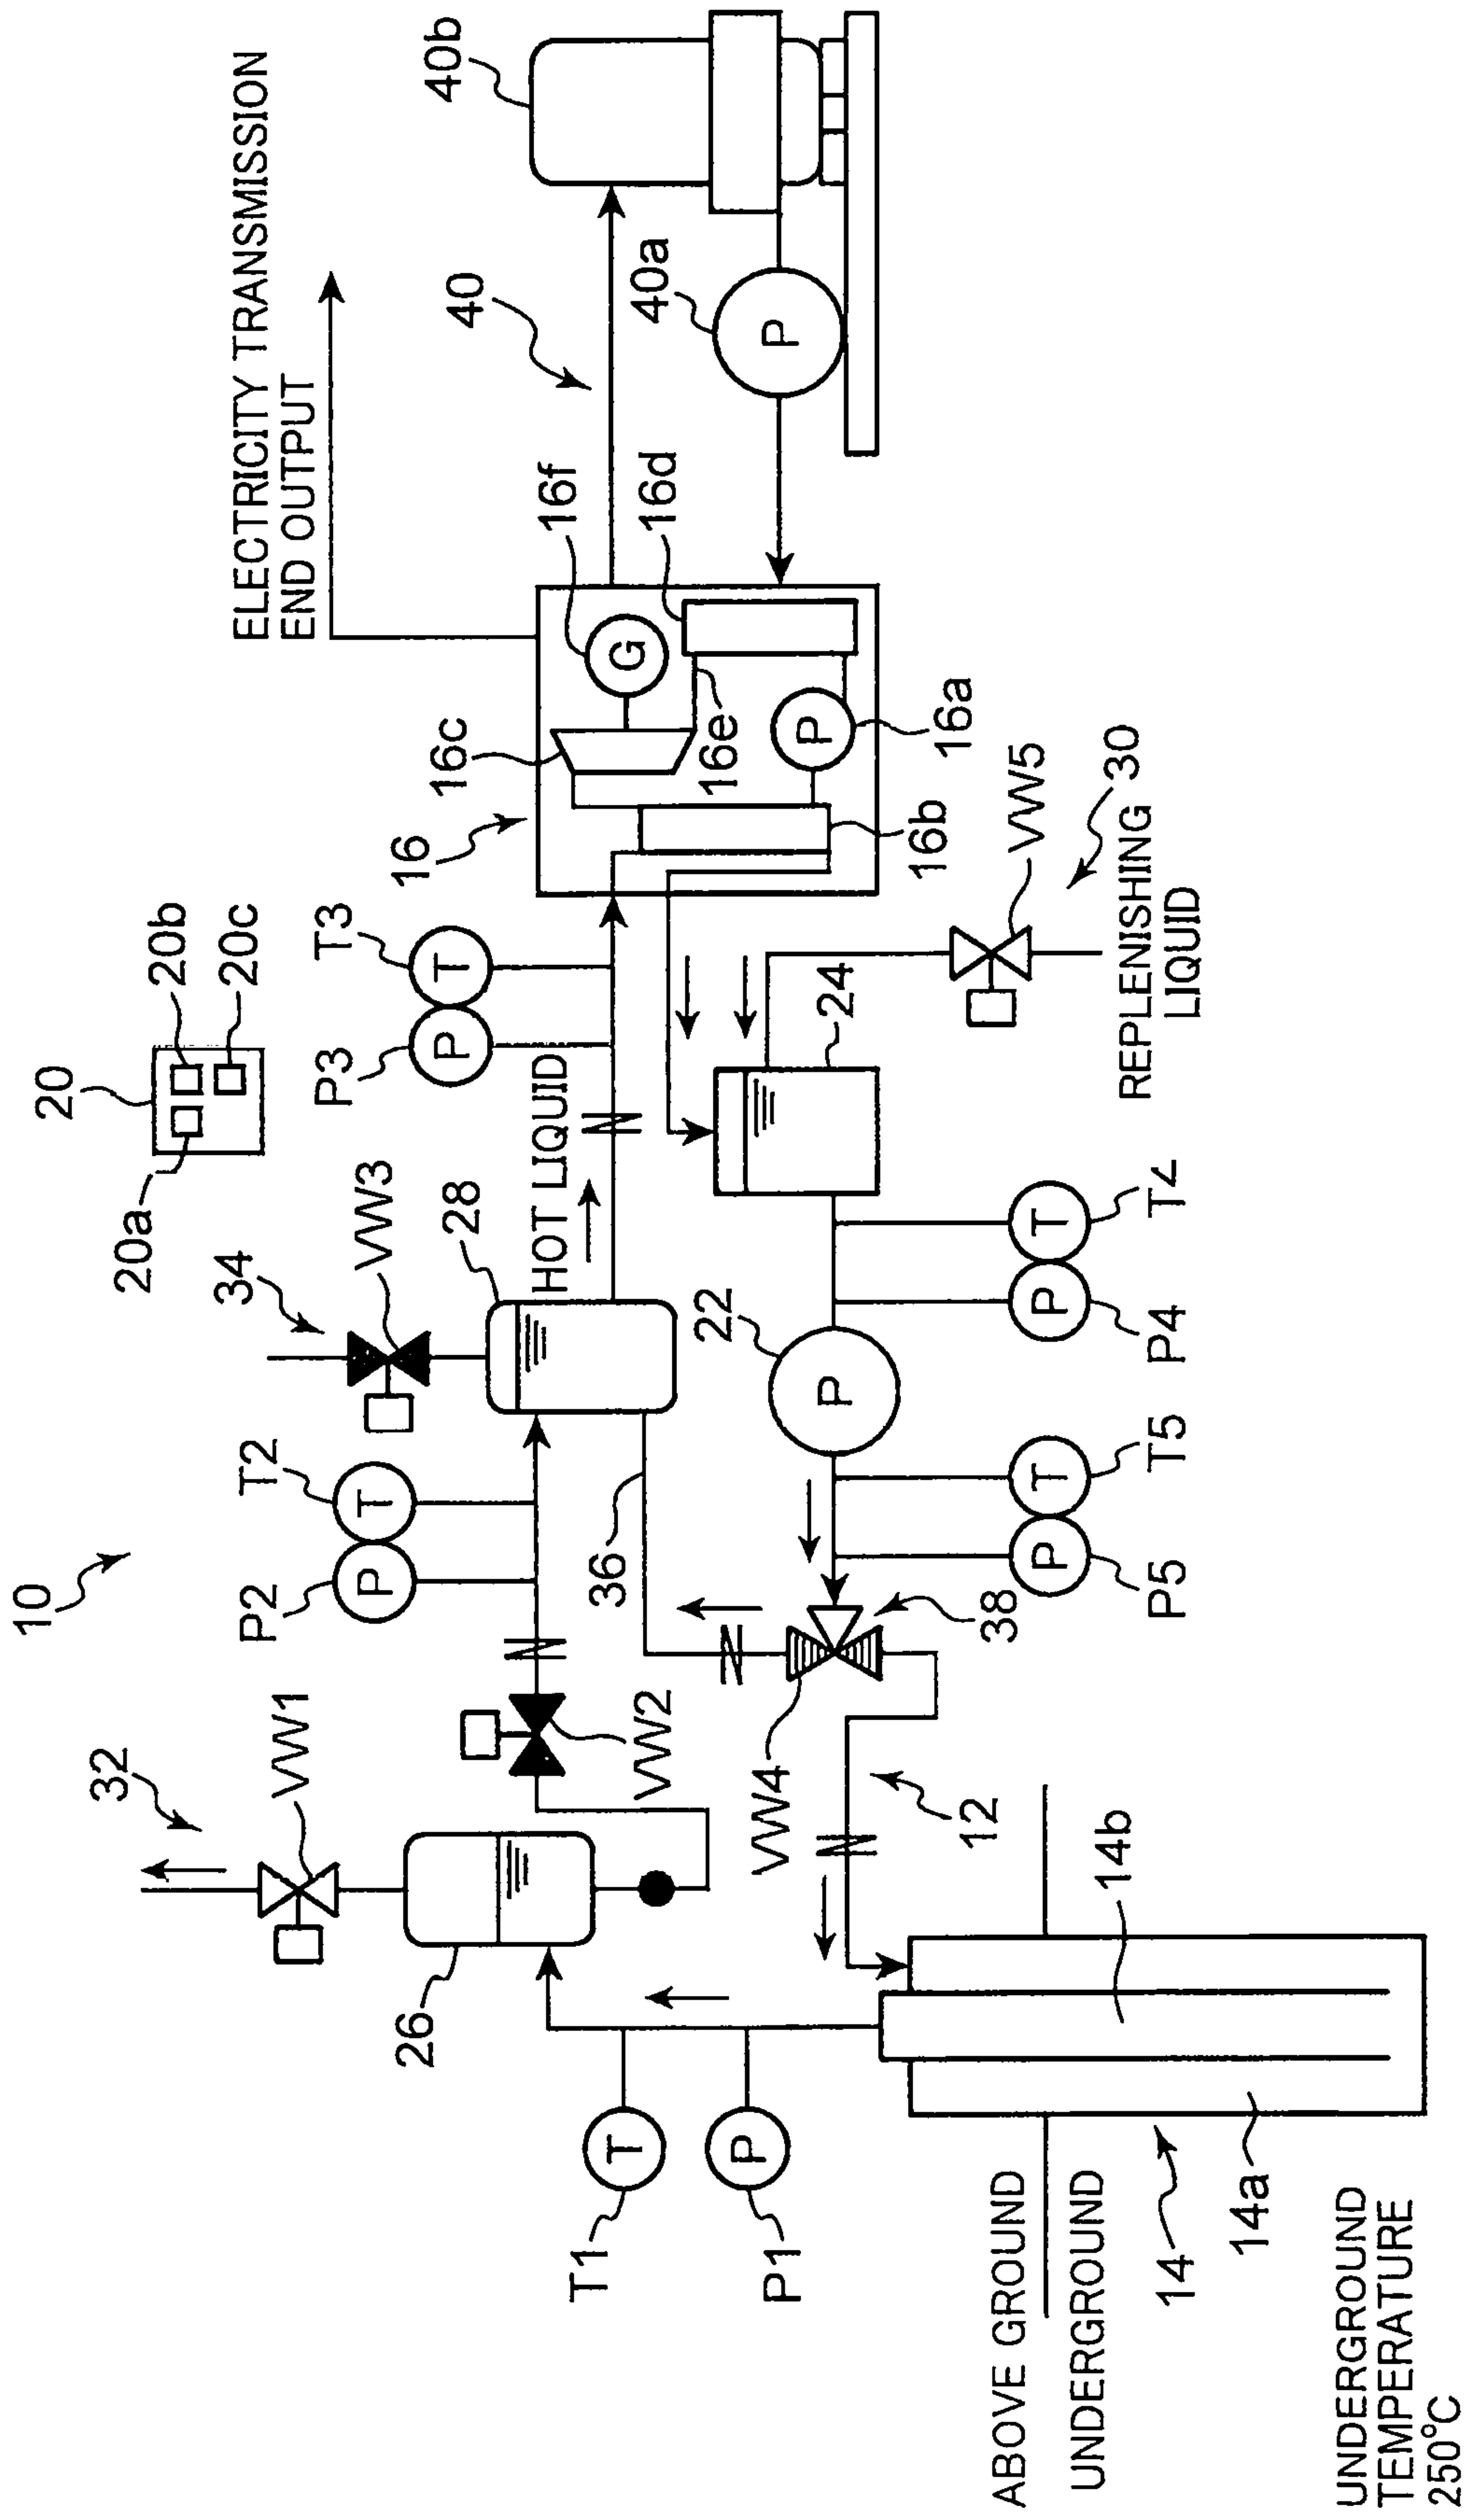 10
20
20a
20b
20c
ELECTRICITY TRANSMISSION
END OUTPUT
32
VW1
P2
T2
P
T
34
VW3
P3
T3
P
T
40
40b
26
28
HOT LIQUID
16
16c
16f
G
16d
16e
P
16a
16b
40a
P
T1
T
P1
P
VW2
36
22
P
24
VW4
38
12
P5
T5
P
T
P4
T4
P
T
VW5
30
REPLENISHING
LIQUID
ABOVE GROUND
UNDERGROUND
14
14a
14b
UNDERGROUND
TEMPERATURE
250°C